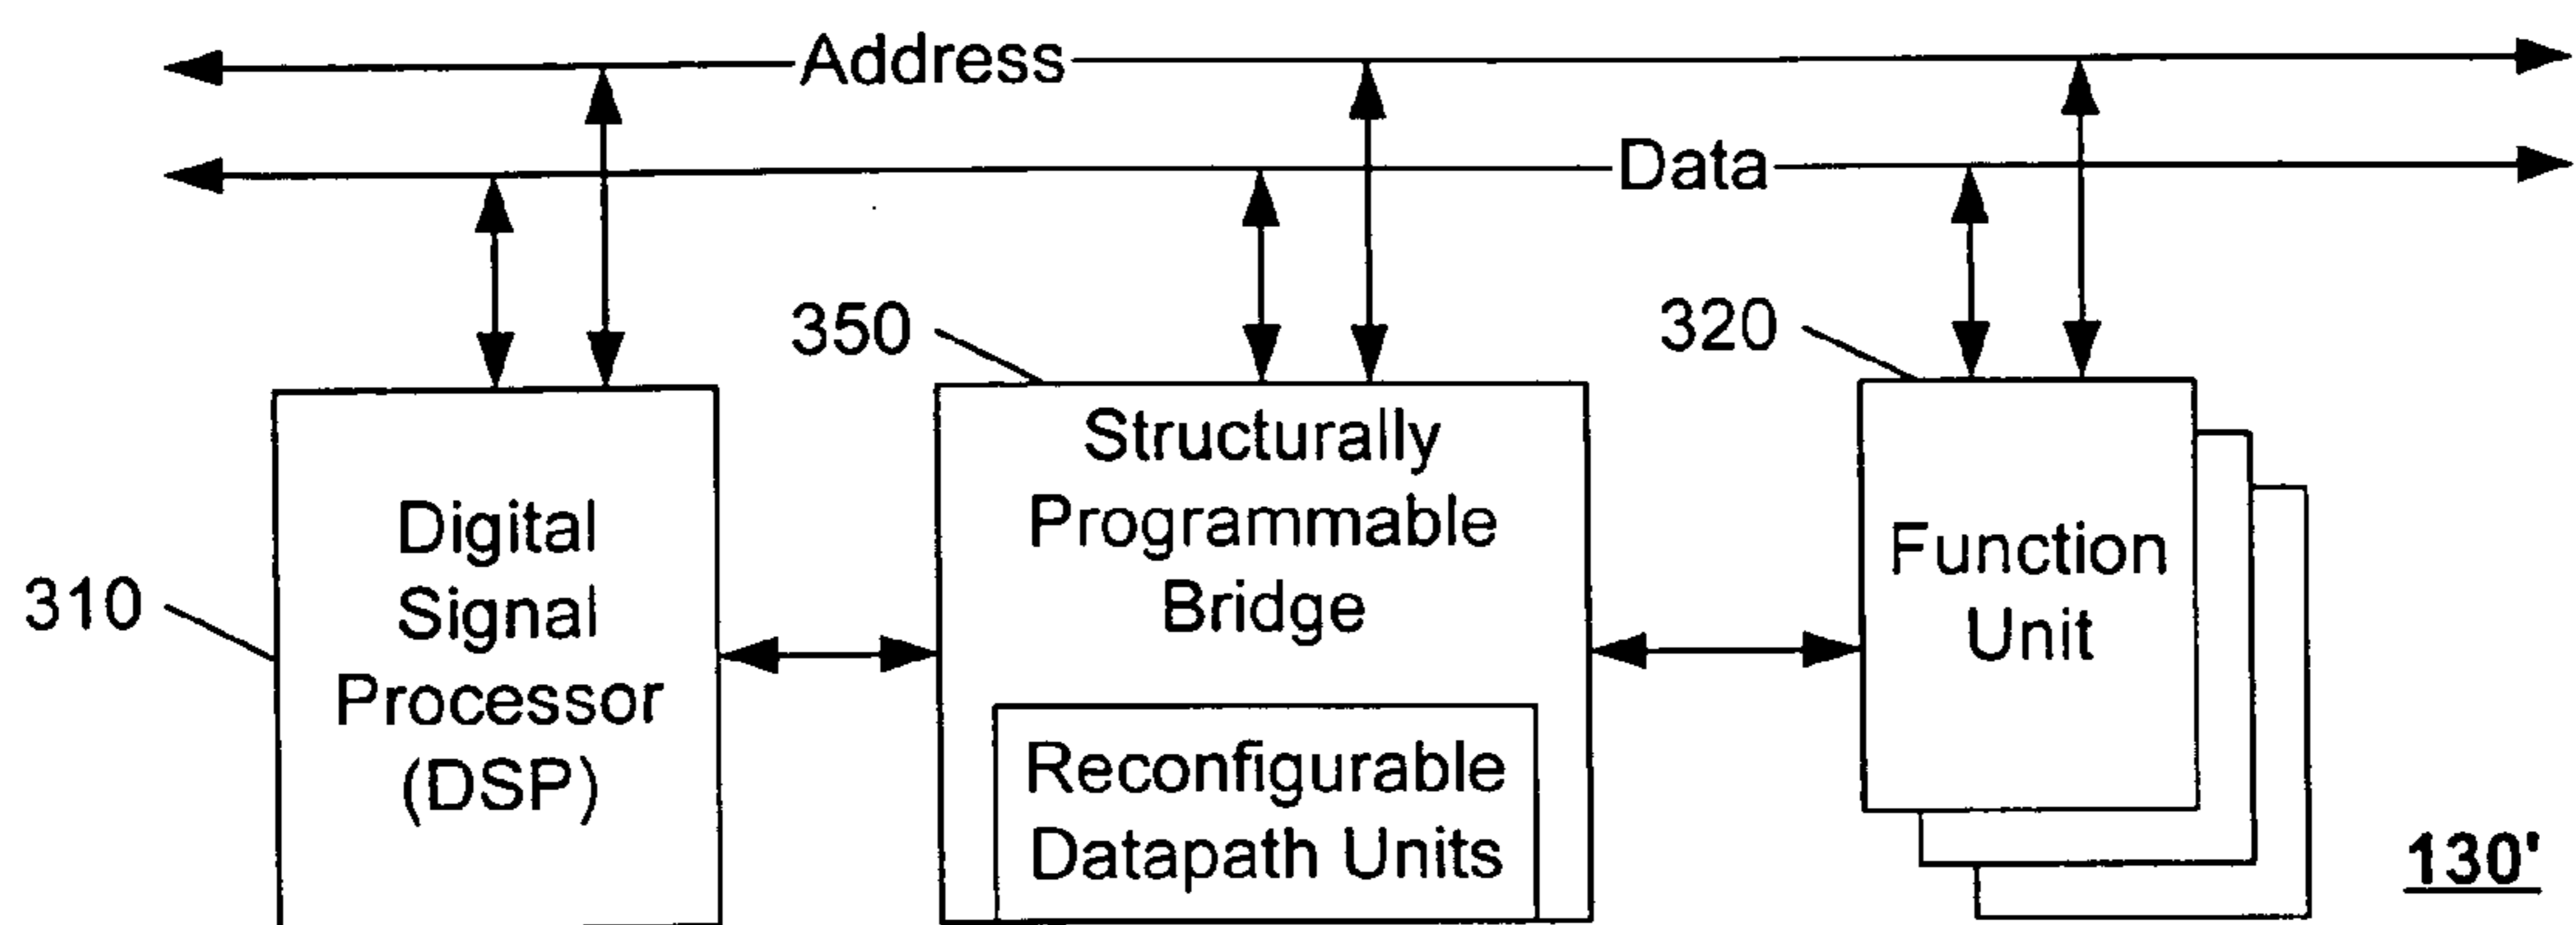 Address
Data
350
320
310
Digital
Signal
Processor
(DSP)
Structurally
Programmable
Bridge
Reconfigurable
Datapath Units
Function
Unit
130'